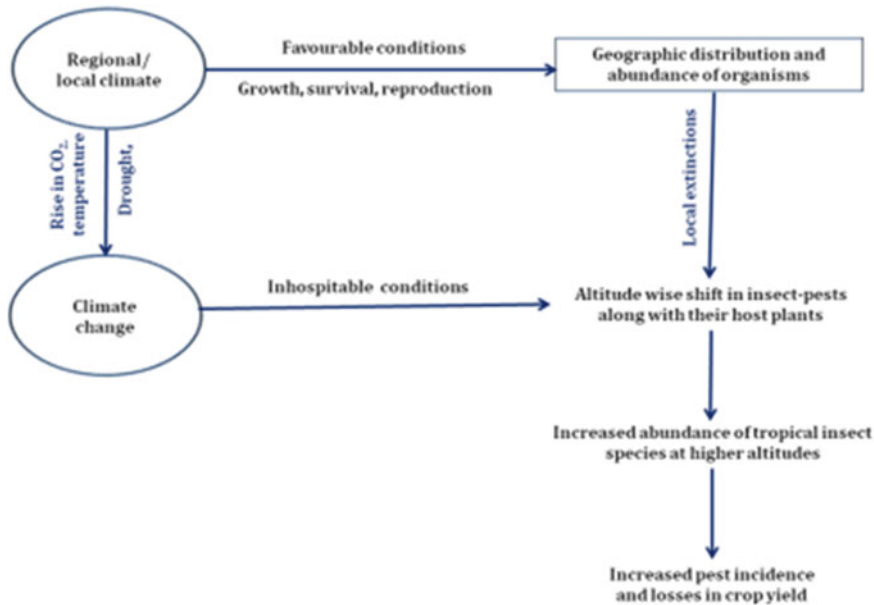 Regional/
local climate
Favourable conditions
Growth, survival, reproduction
Geographic distribution and
abundance of organisms
Rise in CO₂,
temperature
Drought,
Local extinctions
Climate
change
Inhospitable conditions
Altitude wise shift in insect-pests
along with their host plants
Increased abundance of tropical insect
species at higher altitudes
Increased pest incidence
and losses in crop yield